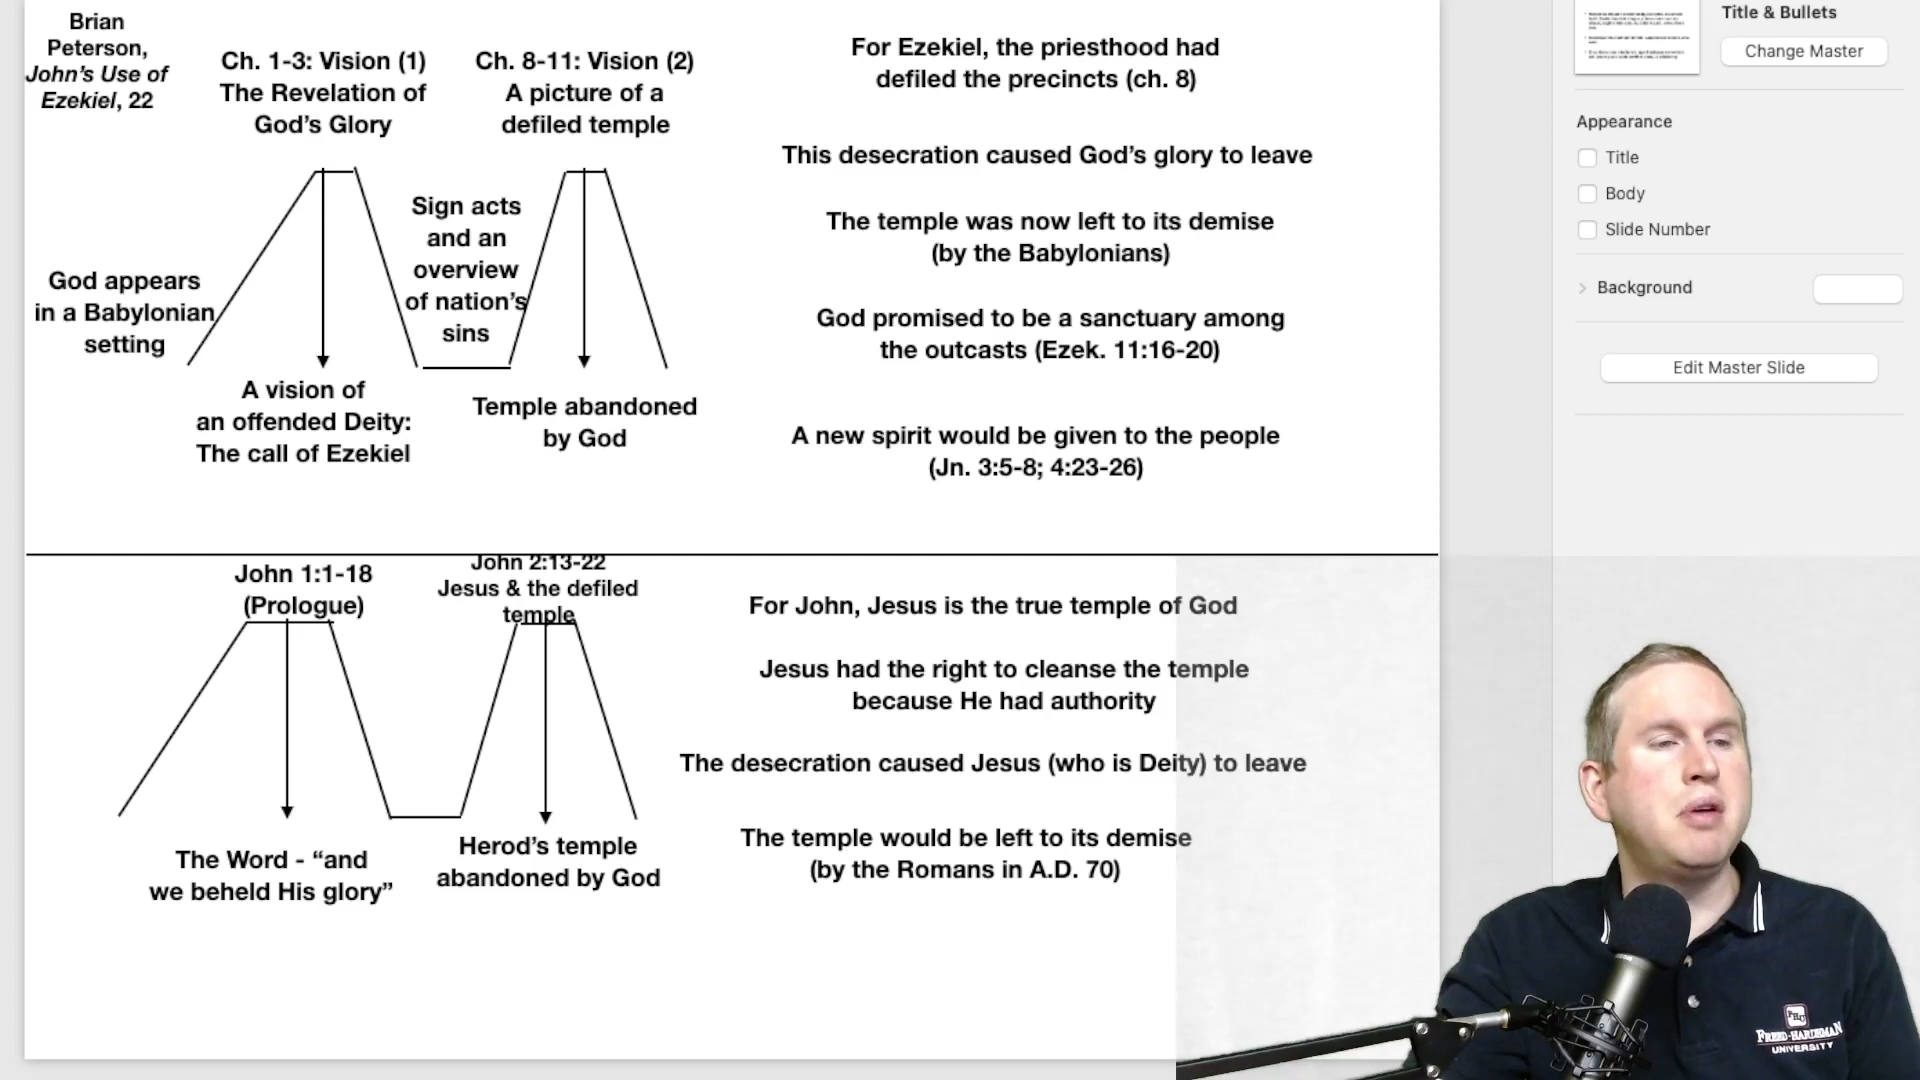 Brian
Peterson,
John's Use of
Ezekiel, 22
Ch. 1-3: Vision (1)
The Revelation of
God's Glory
Ch. 8-11: Vision (2)
A picture of a
defiled temple
God appears
in a Babylonian
setting
Sign acts
and an
overview
of nation's
sins
A vision of
an offended Deity:
The call of Ezekiel
Temple abandoned
by God
For Ezekiel, the priesthood had
defiled the precincts (ch. 8)
This desecration caused God's glory to leave
The temple was now left to its demise
(by the Babylonians)
God promised to be a sanctuary among
the outcasts (Ezek. 11:16-20)
A new spirit would be given to the people
(Jn. 3:5-8; 4:23-26)
John 1:1-18
(Prologue)
John 2:13-22
Jesus & the defiled
temple
The Word - “and
we beheld His glory”
Herod's temple
abandoned by God
For John, Jesus is the true temple of God
Jesus had the right to cleanse the temple
because He had authority
The desecration caused Jesus (who is Deity) to leave
The temple would be left to its demise
(by the Romans in A.D. 70)
Title & Bullets
Change Master
Appearance
Title
Body
Slide Number
Background
Edit Master Slide
FHU
FREED-HARDEMAN
UNIVERSITY